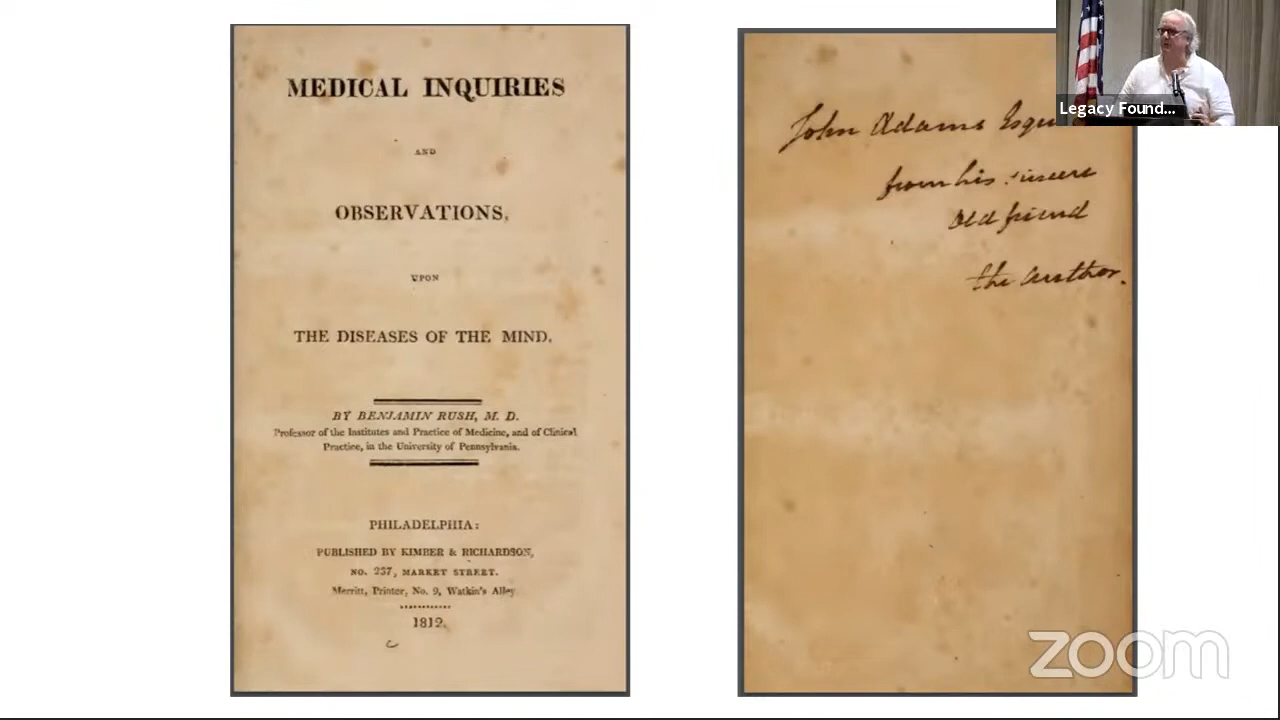 MEDICAL INQUIRIES
AND
OBSERVATIONS,
UPON
THE DISEASES OF THE MIND.
BY BENJAMIN RUSH, M. D.
Professor of the Institutes and Practice of Medicine, and of Clinical
Practice, in the University of Pennsylvania.
PHILADELPHIA:
PUBLISHED BY KIMBER & RICHARDSON,
NO. 237, MARKET STREET.
Merritt, Printer, No. 9, Watkin's Alley
1812.
John Adams
from his sincere
old friend
the author.
Legacy Found...
zoom